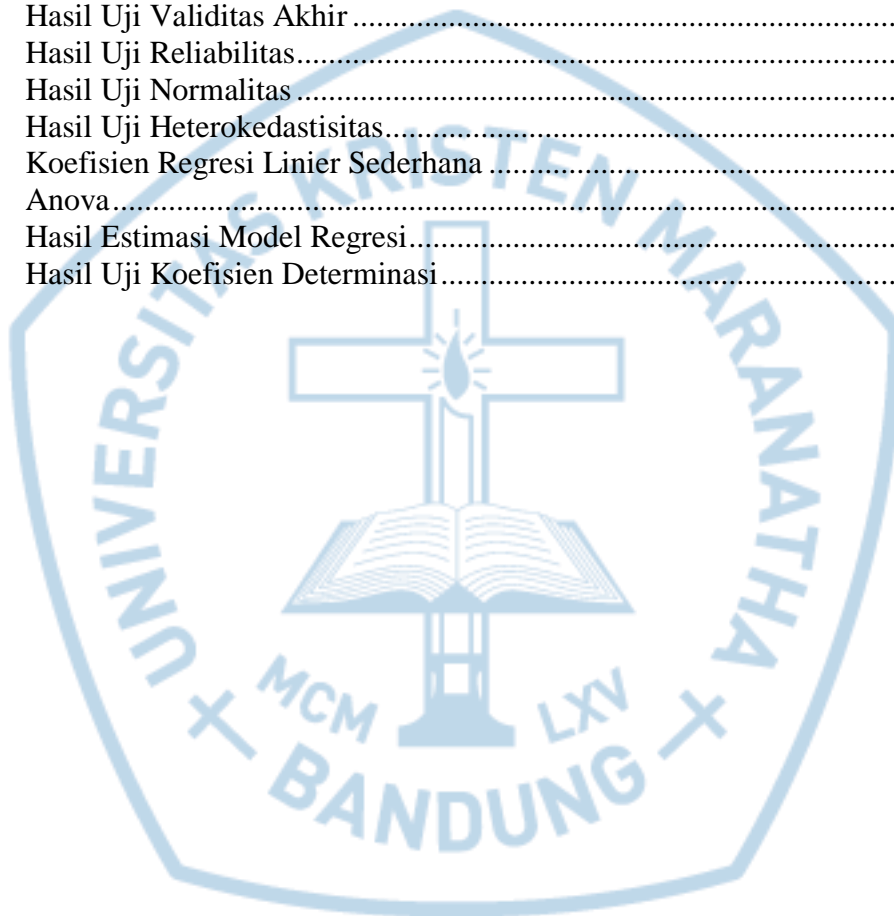 Hasil Uji Validitas Akhir ....................................................................
Hasil Uji Reliabilitas...........................................................................
Hasil Uji Normalitas ...........................................................................
Hasil Uji Heterokedastisitas................................................................
Koefisien Regresi Linier Sederhana ..................................................
Anova..................................................................................................
Hasil Estimasi Model Regresi.............................................................
Hasil Uji Koefisien Determinasi.........................................................
UNIVERSITAS KRISTEN MARANATHA
MCM LXV
BANDUNG